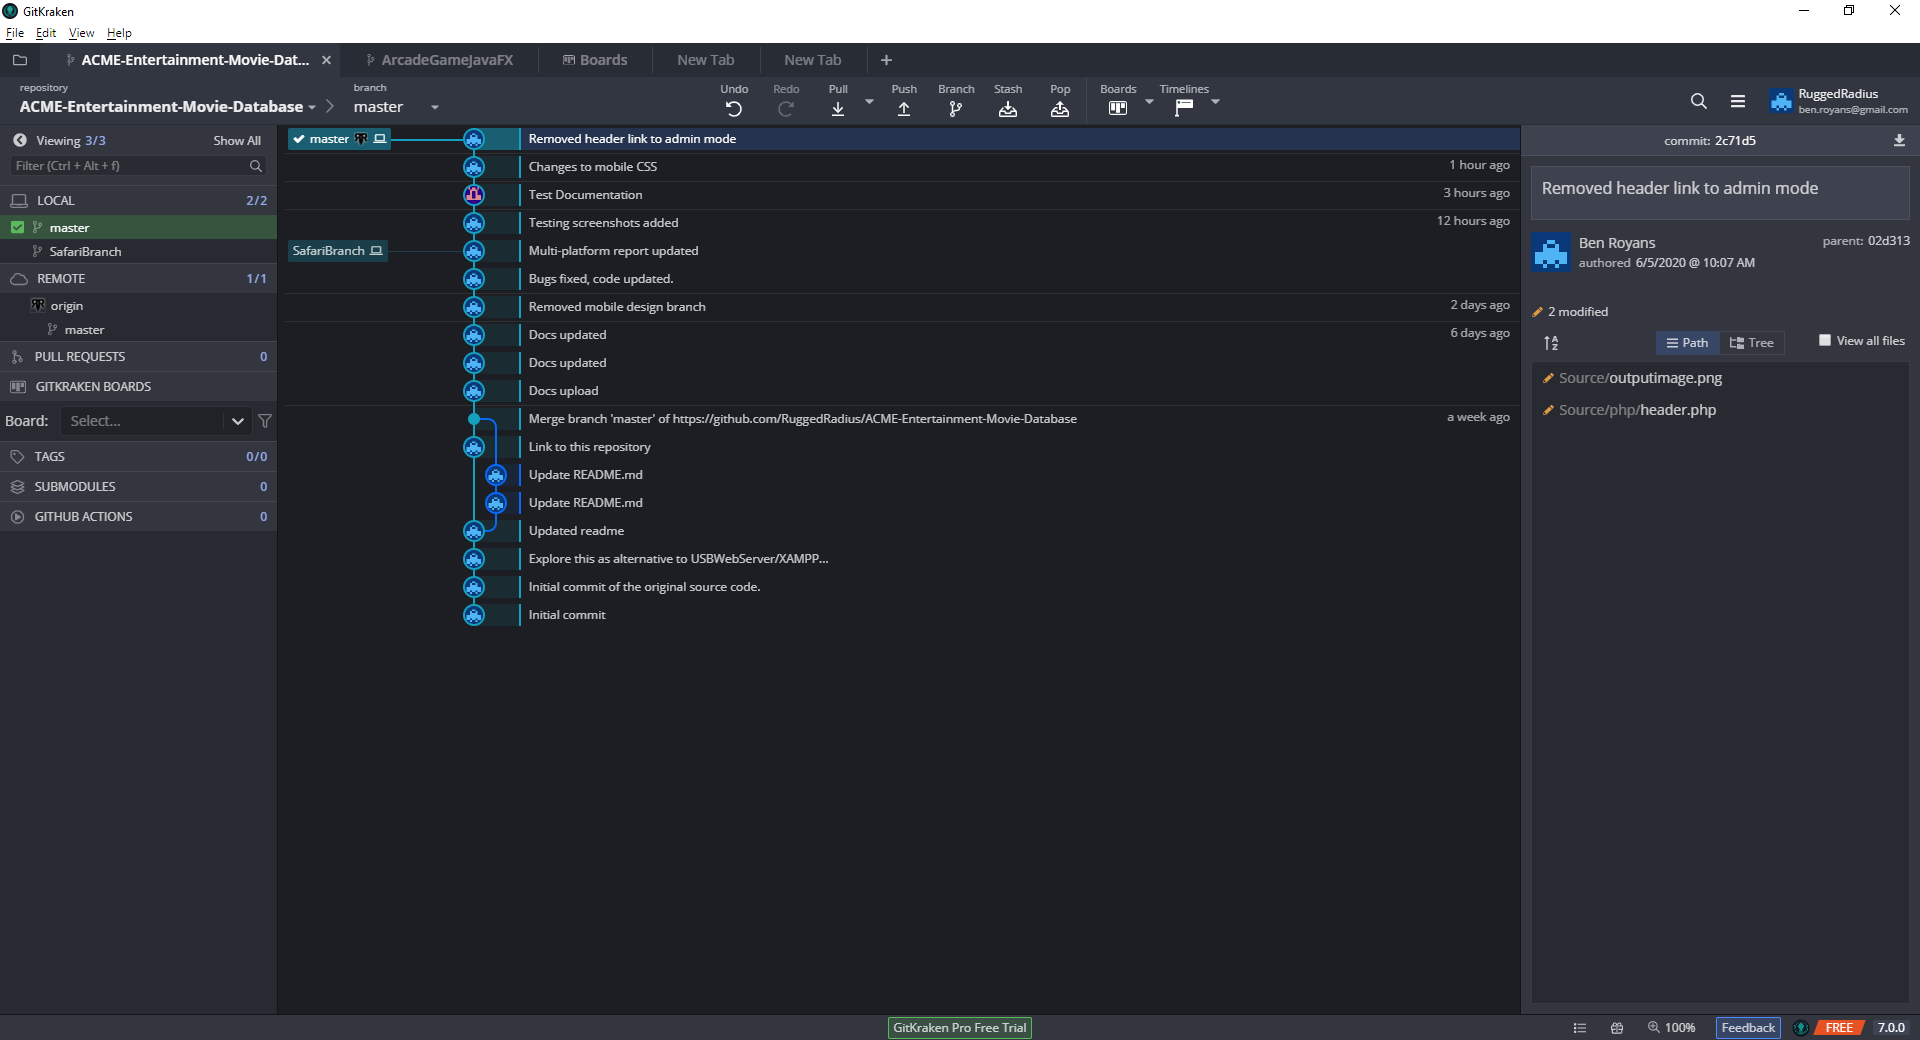 GitKraken
File Edit View Help
ACME-Entertainment-Movie-Dat... ArcadeGameJavaFX Boards New Tab New Tab
repository
ACME-Entertainment-Movie-Database
branch
master
Undo Redo Pull Push Branch Stash Pop Boards Timelines
RuggedRadius
ben.royans@gmail.com
Viewing 3/3 Show All
Filter (Ctrl + Alt + f)
LOCAL 2/2
master
SafariBranch
REMOTE 1/1
origin
master
PULL REQUESTS 0
GITKRAKEN BOARDS
Board: Select...
TAGS 0/0
SUBMODULES 0
GITHUB ACTIONS 0
master Removed header link to admin mode
Changes to mobile CSS 1 hour ago
Test Documentation 3 hours ago
Testing screenshots added 12 hours ago
SafariBranch Multi-platform report updated
Bugs fixed, code updated.
Removed mobile design branch 2 days ago
Docs updated 6 days ago
Docs updated
Docs upload
Merge branch 'master' of https://github.com/RuggedRadius/ACME-Entertainment-Movie-Database a week ago
Link to this repository
Update README.md
Update README.md
Updated readme
Explore this as alternative to USBWebServer/XAMPP...
Initial commit of the original source code.
Initial commit
commit: 2c71d5
Removed header link to admin mode
Ben Royans parent: 02d313
authored 6/5/2020 @ 10:07 AM
2 modified
Path Tree View all files
Source/outputimage.png
Source/php/header.php
GitKraken Pro Free Trial 100% Feedback FREE 7.0.0